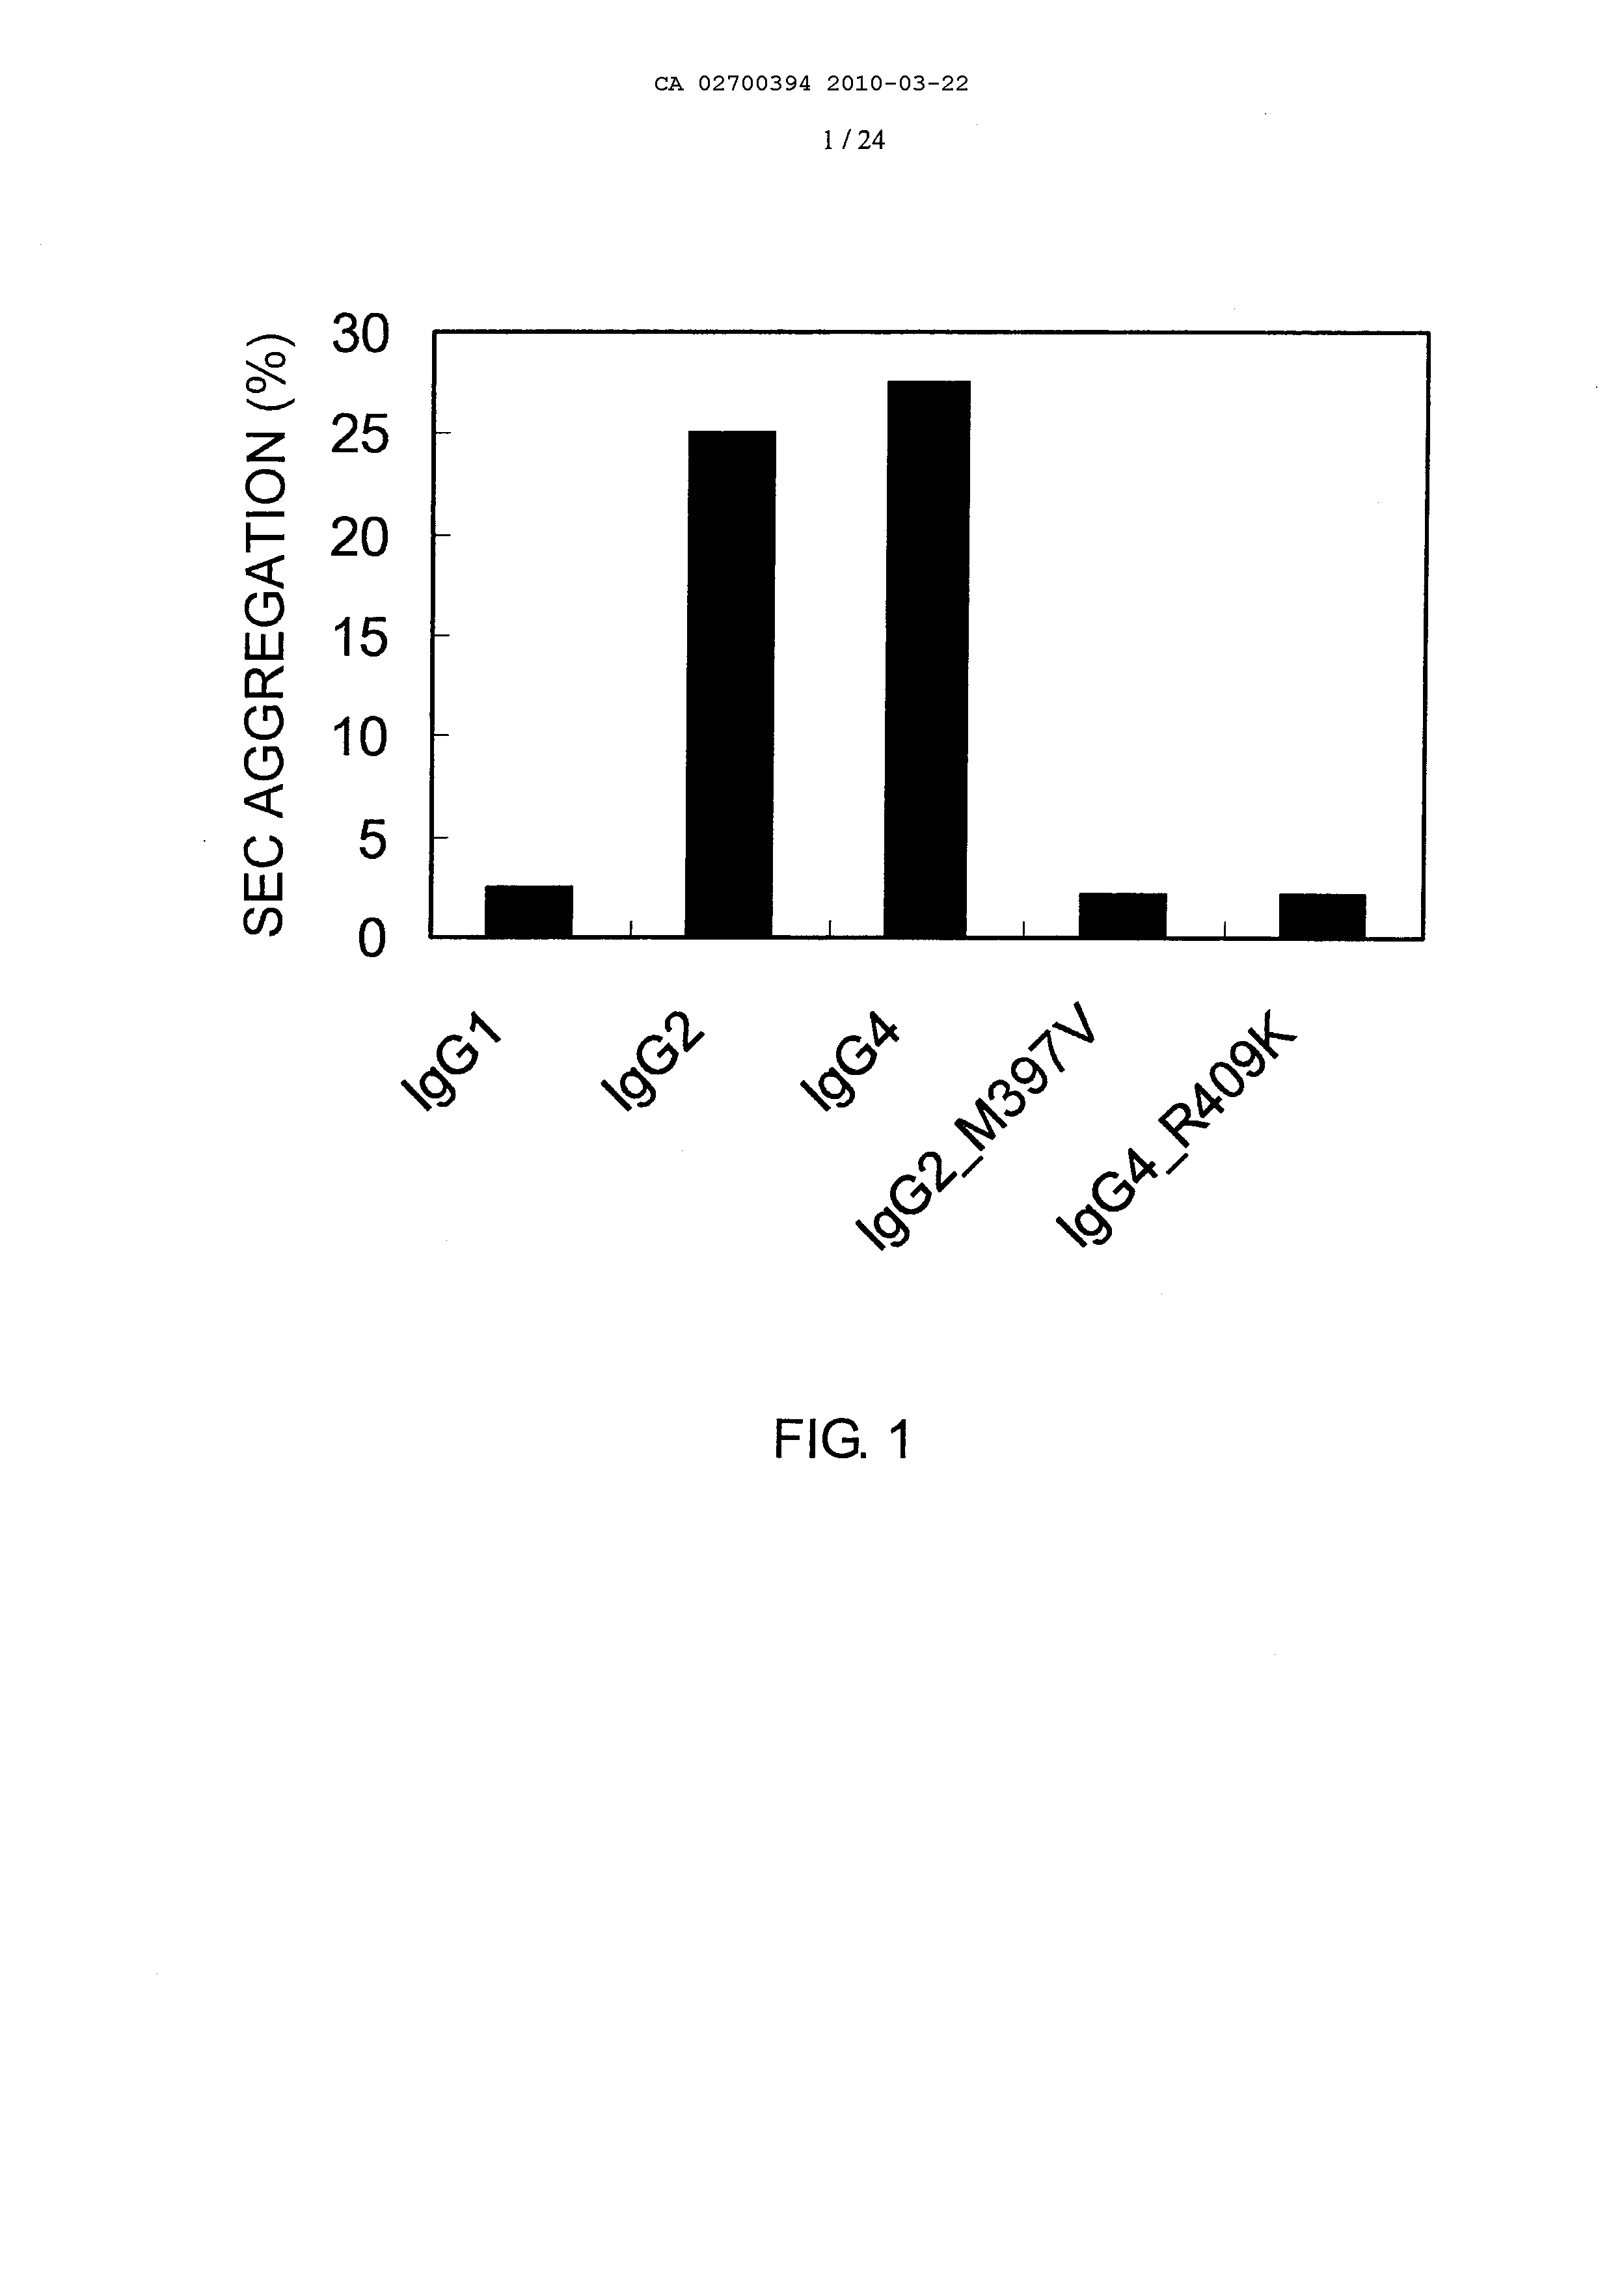 CA 02700394 2010-03-22
1 / 24
SEC AGGREGATION (%)
30
25
20
15
10
5
0
IgG1
IgG2
IgG4
IgG2_M397V
IgG4_R409K
FIG. 1